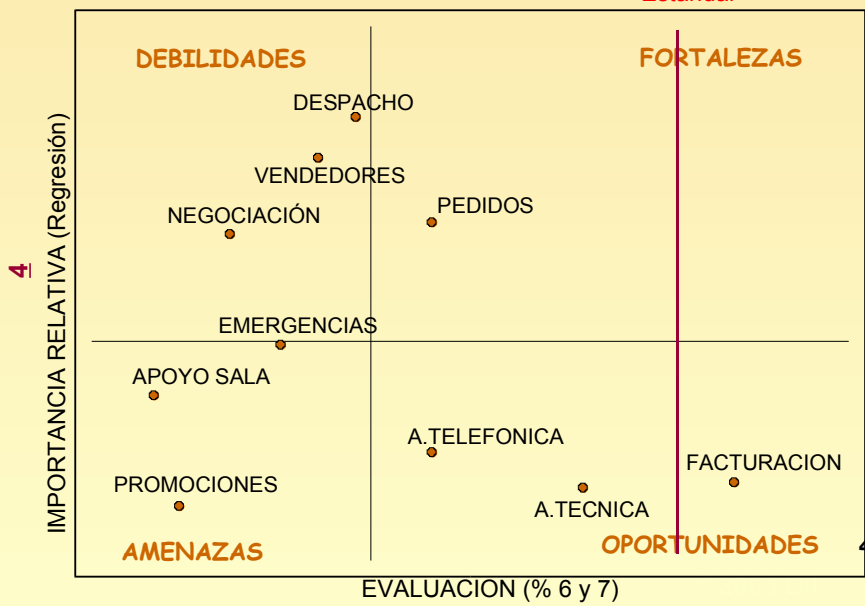 Estándar
DEBILIDADES
FORTALEZAS
DESPACHO
VENDEDORES
NEGOCIACIÓN
PEDIDOS
4
IMPORTANCIA RELATIVA (Regresión)
EMERGENCIAS
APOYO SALA
A.TELEFONICA
FACTURACION
PROMOCIONES
A.TECNICA
AMENAZAS
OPORTUNIDADES
EVALUACION (% 6 y 7)